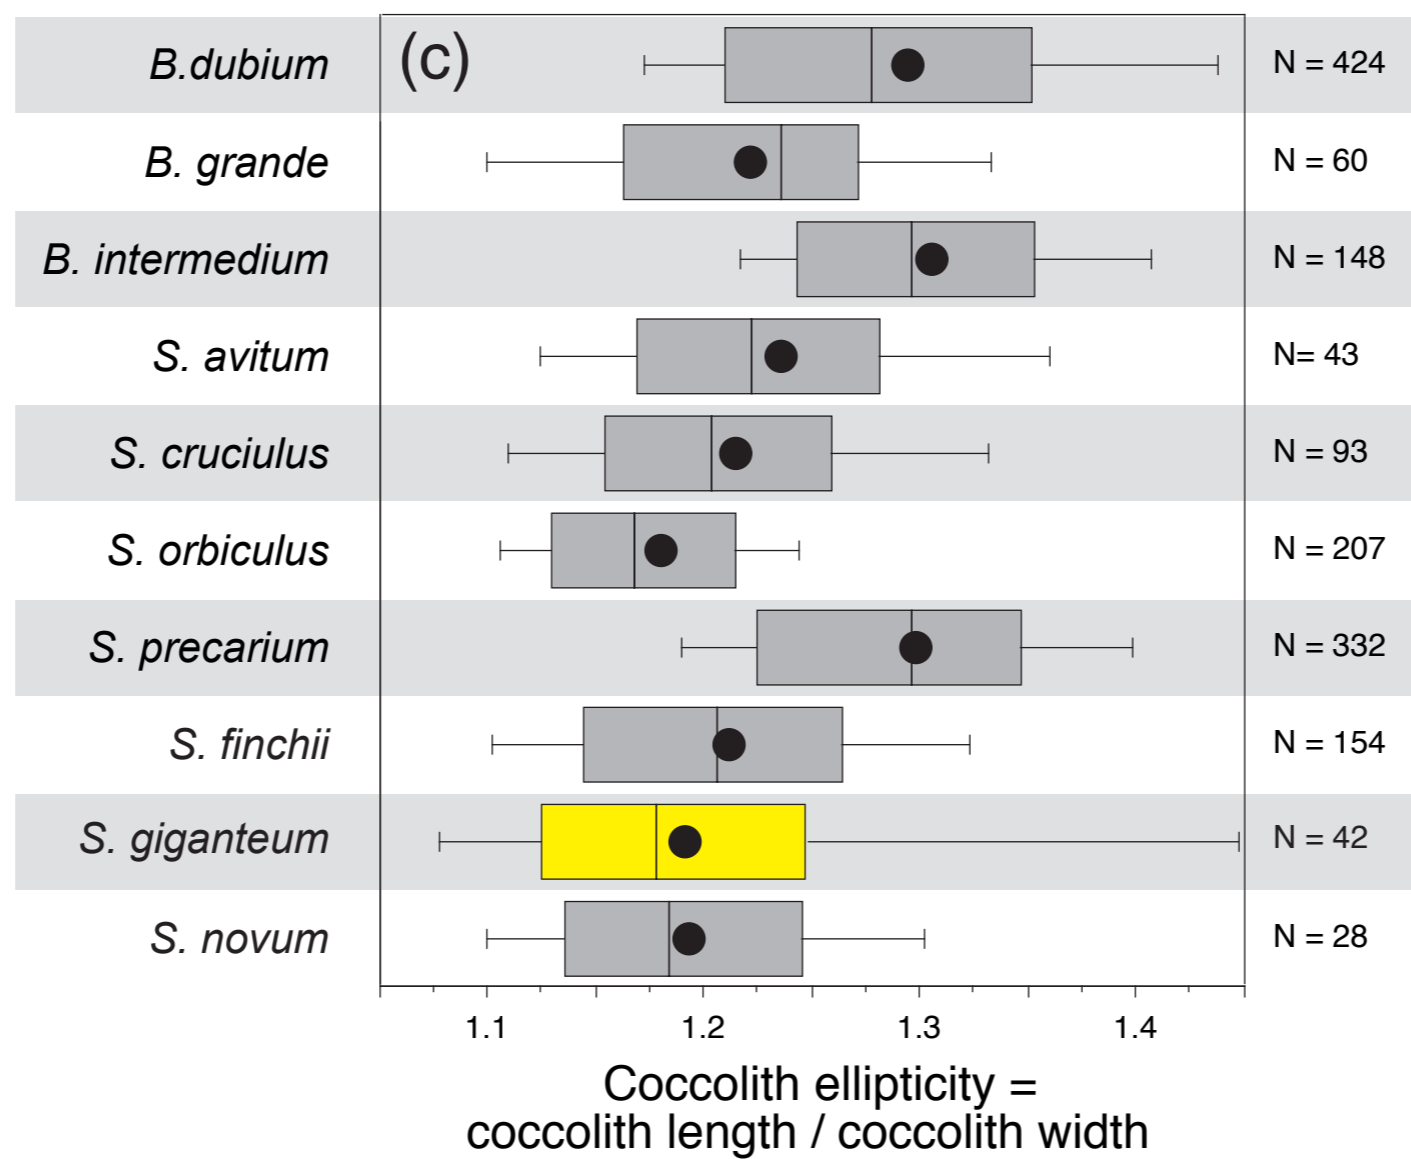 (c)
B.dubium N = 424
B. grande N = 60
B. intermedium N = 148
S. avitum N= 43
S. cruciulus N = 93
S. orbiculus N = 207
S. precarium N = 332
S. finchii N = 154
S. giganteum N = 42
S. novum N = 28
1.1 1.2 1.3 1.4
Coccolith ellipticity =
coccolith length / coccolith width